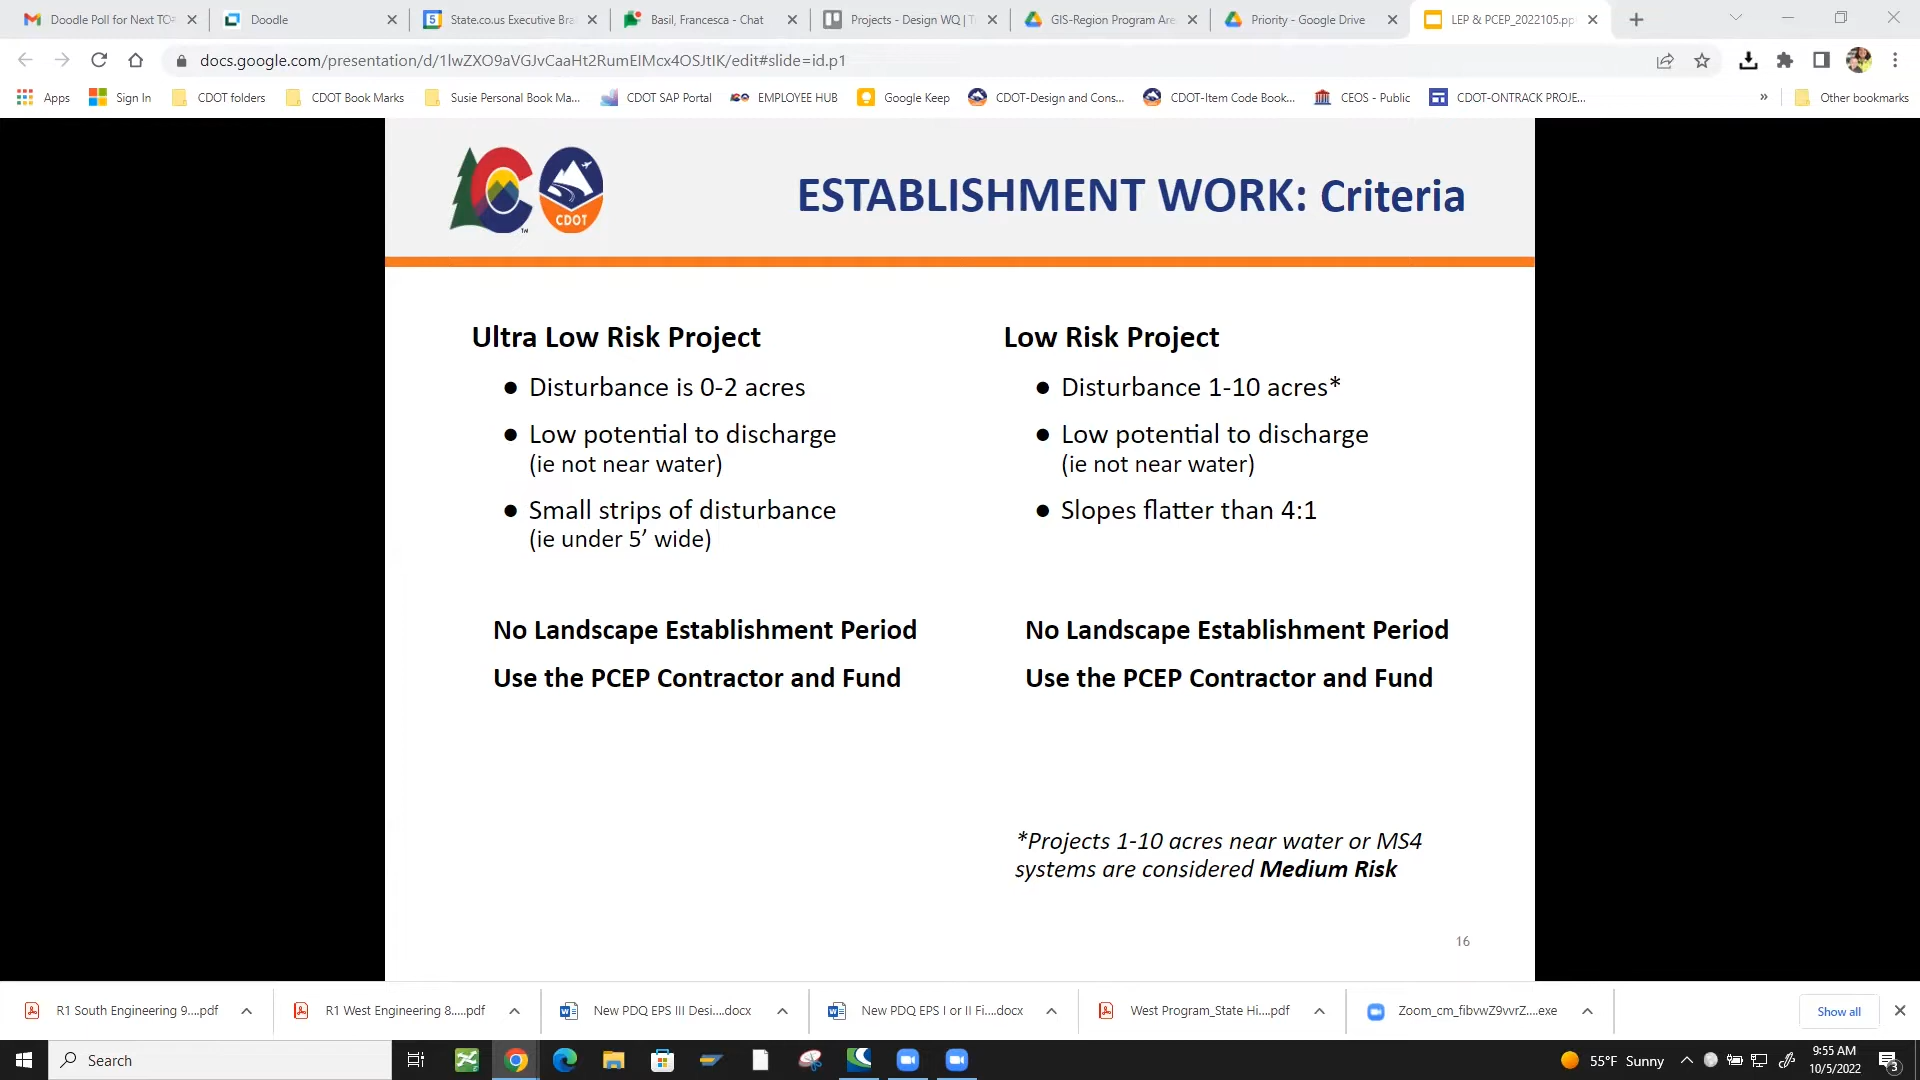 Doodle Poll for Next TO
Doodle
State.co.us Executive Bra
Basil, Francesca - Chat
Projects - Design WQ | T
GIS-Region Program Are
Priority - Google Drive
LEP & PCEP_2022105.pp
docs.google.com/presentation/d/1lwZXO9aVGJvCaaHt2RumEIMcx4OSJtIK/edit#slide=id.p1
Apps
Sign In
CDOT folders
CDOT Book Marks
Susie Personal Book Ma...
CDOT SAP Portal
EMPLOYEE HUB
Google Keep
CDOT-Design and Cons...
CDOT-Item Code Book...
CEOS - Public
CDOT-ONTRACK PROJE...
»
Other bookmarks
TM
CDOT
ESTABLISHMENT WORK: Criteria
Ultra Low Risk Project
● Disturbance is 0-2 acres
● Low potential to discharge
(ie not near water)
● Small strips of disturbance
(ie under 5’ wide)
No Landscape Establishment Period
Use the PCEP Contractor and Fund
Low Risk Project
● Disturbance 1-10 acres*
● Low potential to discharge
(ie not near water)
● Slopes flatter than 4:1
No Landscape Establishment Period
Use the PCEP Contractor and Fund
*Projects 1-10 acres near water or MS4
systems are considered Medium Risk
16
R1 South Engineering 9....pdf
R1 West Engineering 8.....pdf
New PDQ EPS III Desi....docx
New PDQ EPS I or II Fi....docx
West Program_State Hi....pdf
Zoom_cm_fibvwZ9vvrZ....exe
Show all
Search
55°F Sunny
9:55 AM
10/5/2022
3